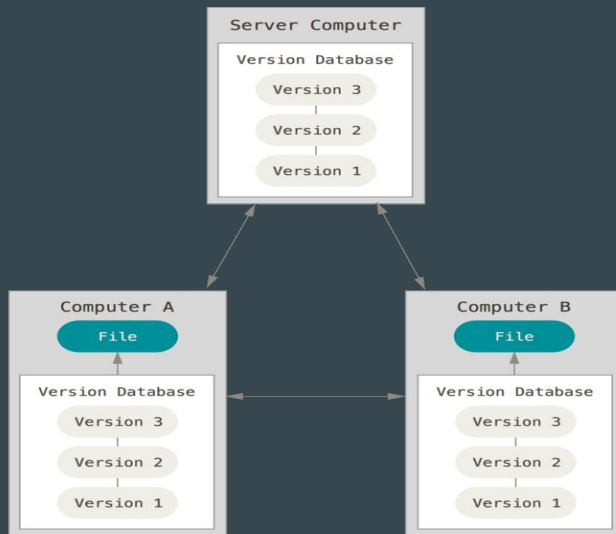 Server Computer
Version Database
Version 3
Version 2
Version 1
Computer A
File
Version Database
Version 3
Version 2
Version 1
Computer B
File
Version Database
Version 3
Version 2
Version 1